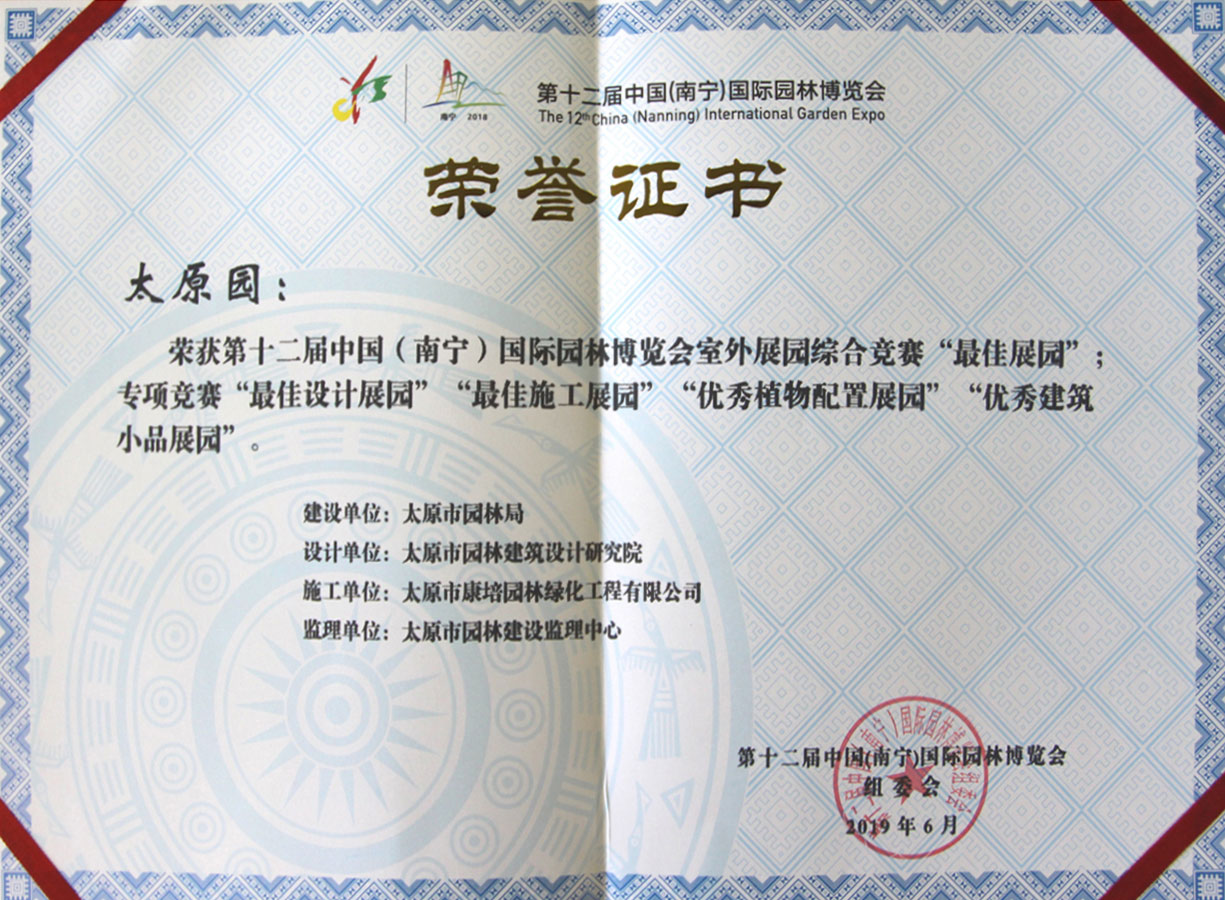 南宁 2018
第十二届中国(南宁)国际园林博览会
The 12th China (Nanning) International Garden Expo
荣誉证书
太原园：
荣获第十二届中国（南宁）国际园林博览会室外展园综合竞赛“最佳展园”；
专项竞赛“最佳设计展园” “最佳施工展园” “优秀植物配置展园” “优秀建筑
小品展园”。
建设单位：太原市园林局
设计单位：太原市园林建筑设计研究院
施工单位：太原市康培园林绿化工程有限公司
监理单位：太原市园林建设监理中心
第十二届中国(南宁)国际园林博览会
组委会
2019 年 6 月